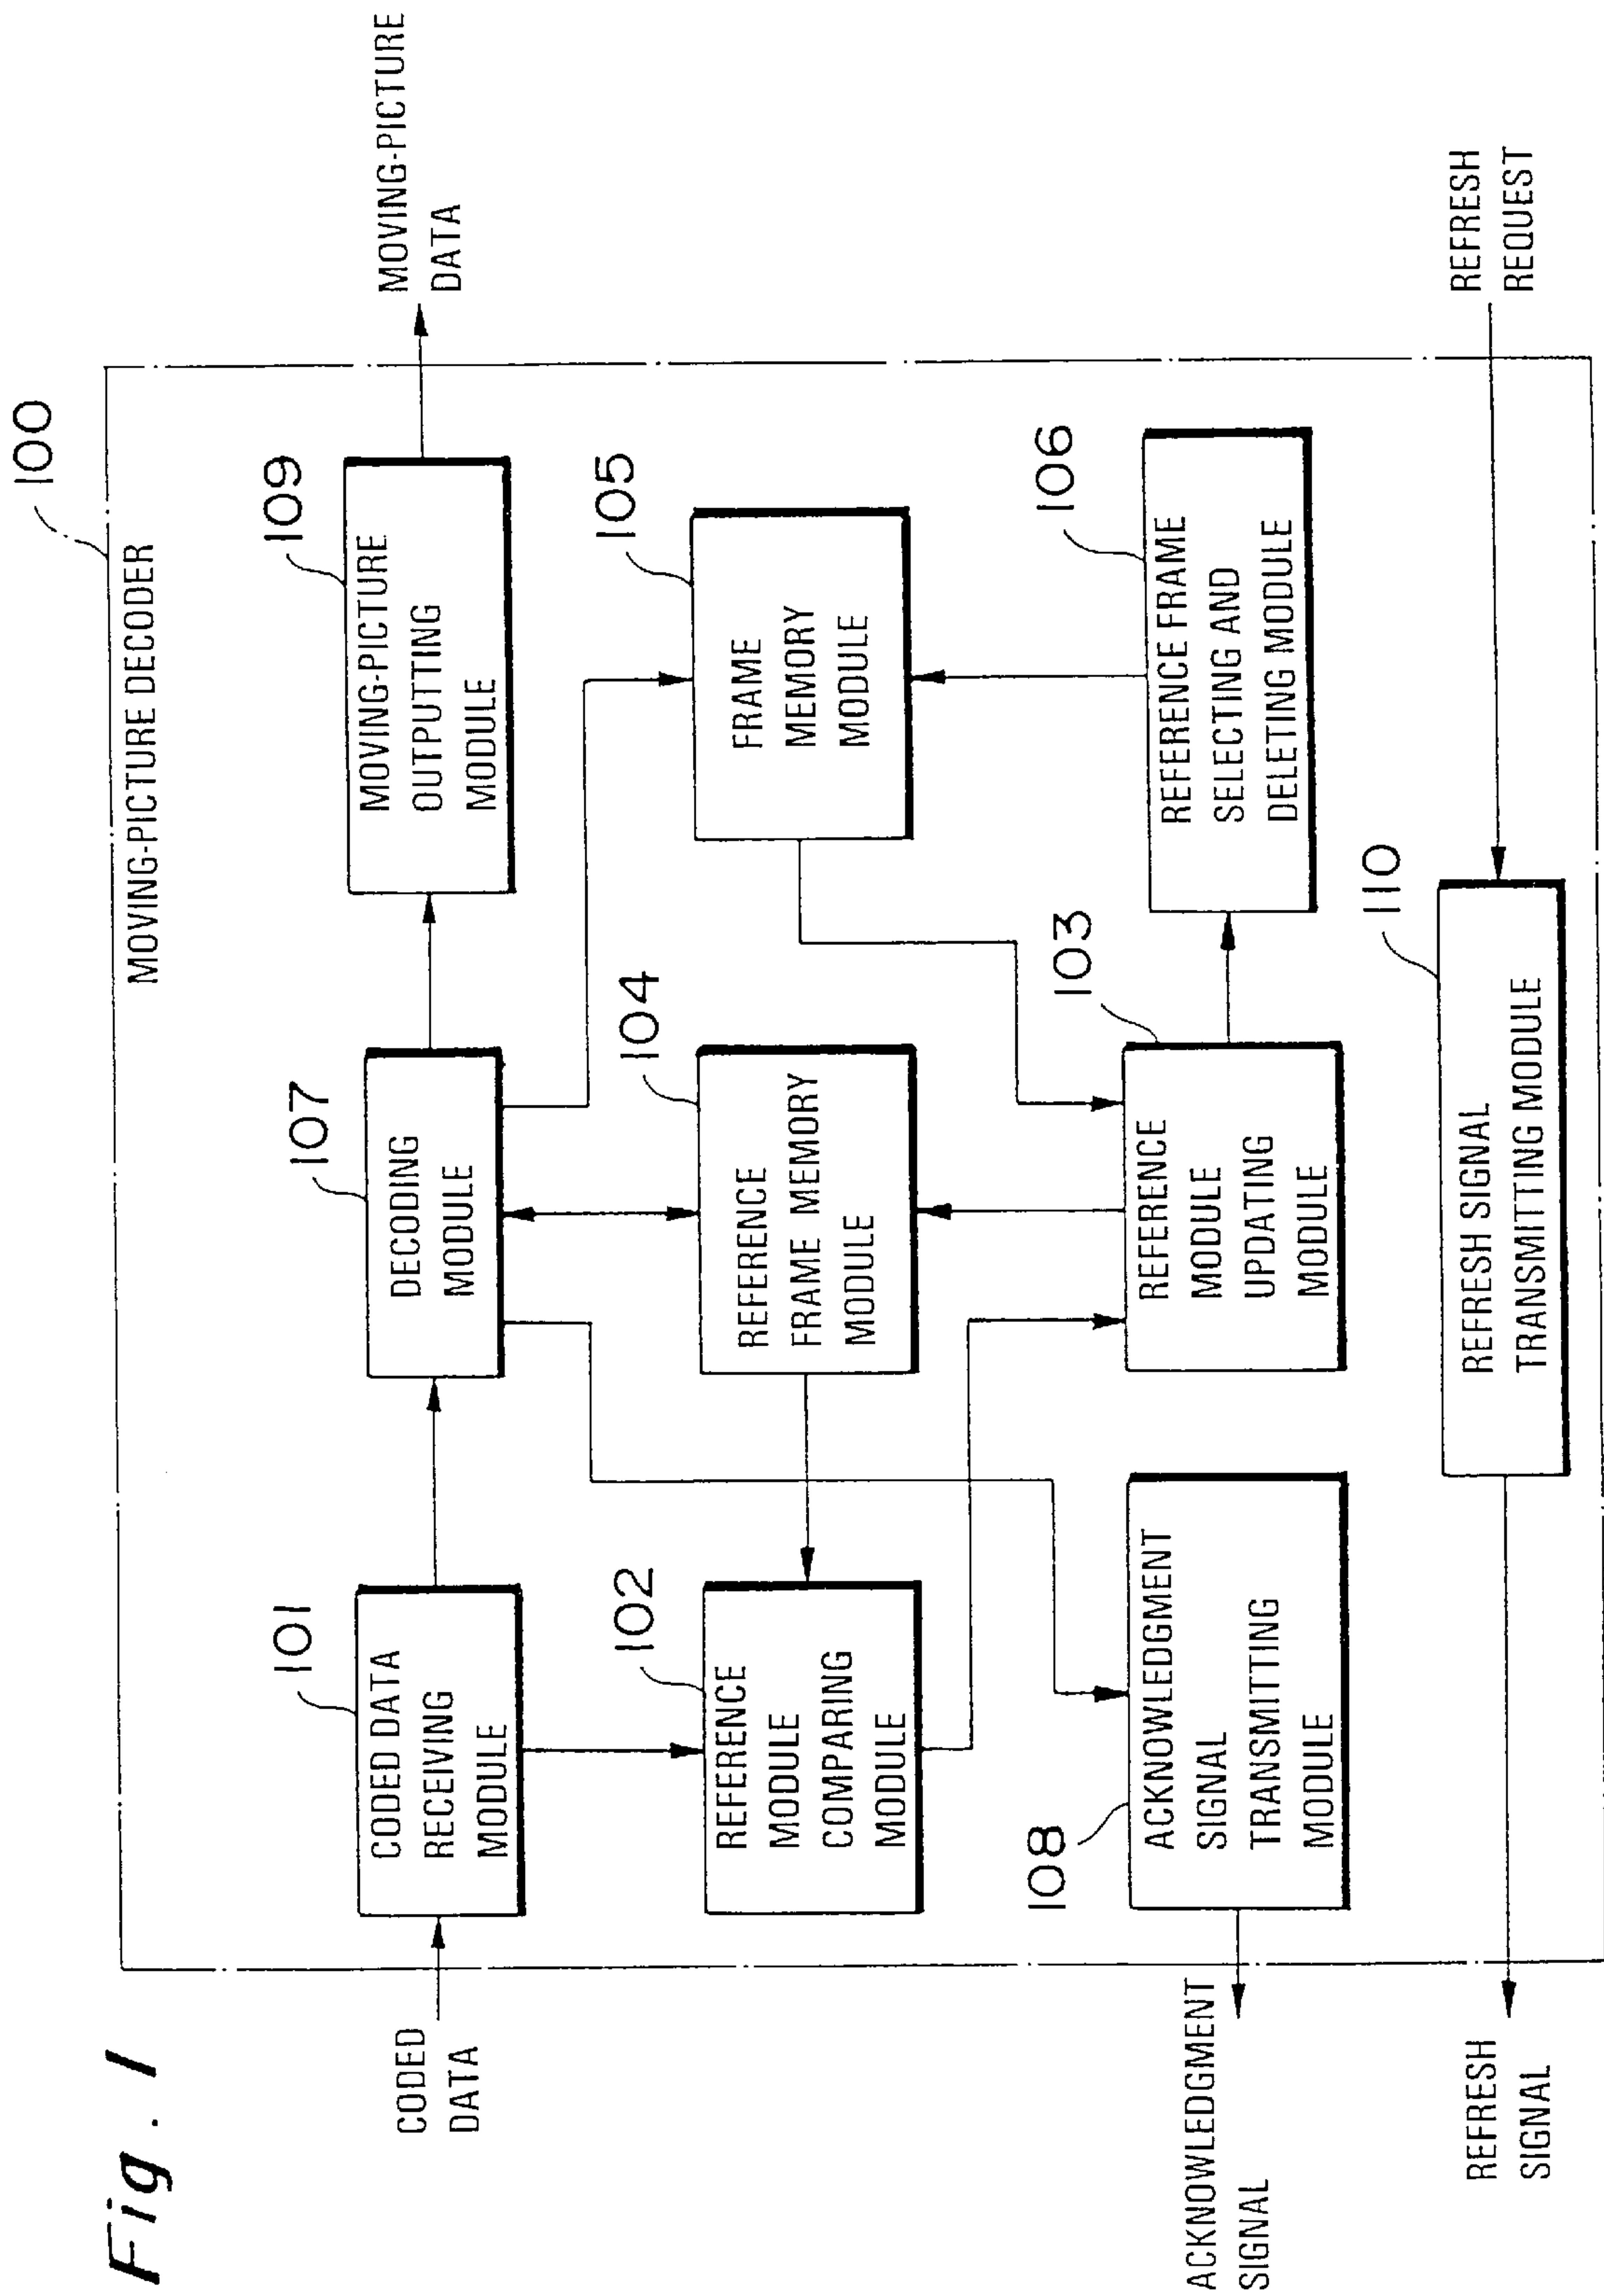 Fig. 1
100
MOVING-PICTURE DECODER
CODED
DATA
101
CODED DATA
RECEIVING
MODULE
107
DECODING
MODULE
109
MOVING-PICTURE
OUTPUTTING
MODULE
MOVING-PICTURE
DATA
102
REFERENCE
MODULE
COMPARING
MODULE
104
REFERENCE
FRAME MEMORY
MODULE
105
FRAME
MEMORY
MODULE
108
ACKNOWLEDGMENT
SIGNAL
TRANSMITTING
MODULE
103
REFERENCE
MODULE
UPDATING
MODULE
106
REFERENCE FRAME
SELECTING AND
DELETING MODULE
ACKNOWLEDGMENT
SIGNAL
110
REFRESH SIGNAL
TRANSMITTING MODULE
REFRESH
SIGNAL
REFRESH
REQUEST